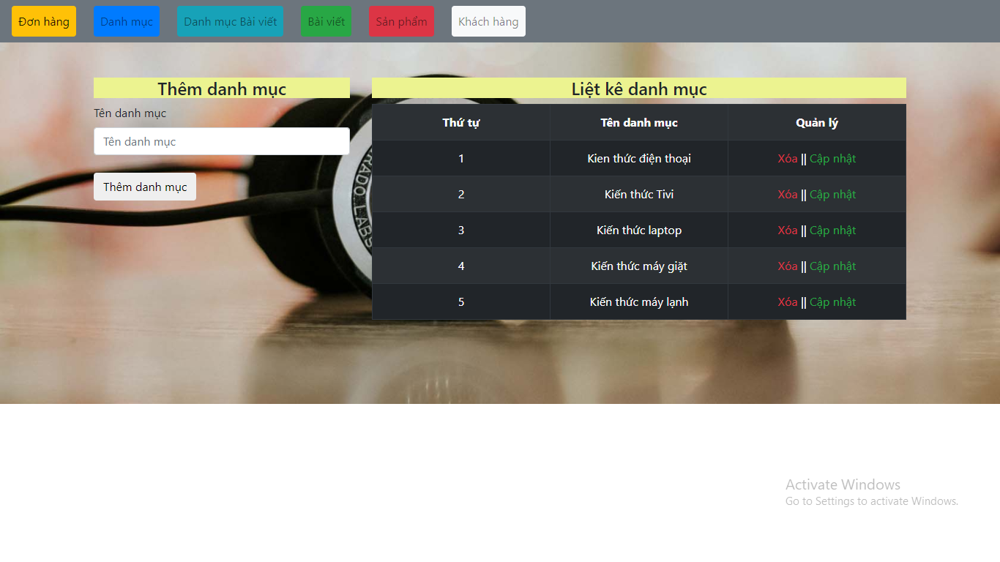 Đơn hàng Danh mục Danh mục Bài viết Bài viết Sản phẩm Khách hàng
Thêm danh mục
Tên danh mục
Tên danh mục
Thêm danh mục
Liệt kê danh mục
Thứ tự Tên danh mục Quản lý
1 Kien thức điện thoại Xóa || Cập nhật
2 Kiến thức Tivi Xóa || Cập nhật
3 Kiến thức laptop Xóa || Cập nhật
4 Kiến thức máy giặt Xóa || Cập nhật
5 Kiến thức máy lạnh Xóa || Cập nhật
RADO LABS
Activate Windows
Go to Settings to activate Windows.